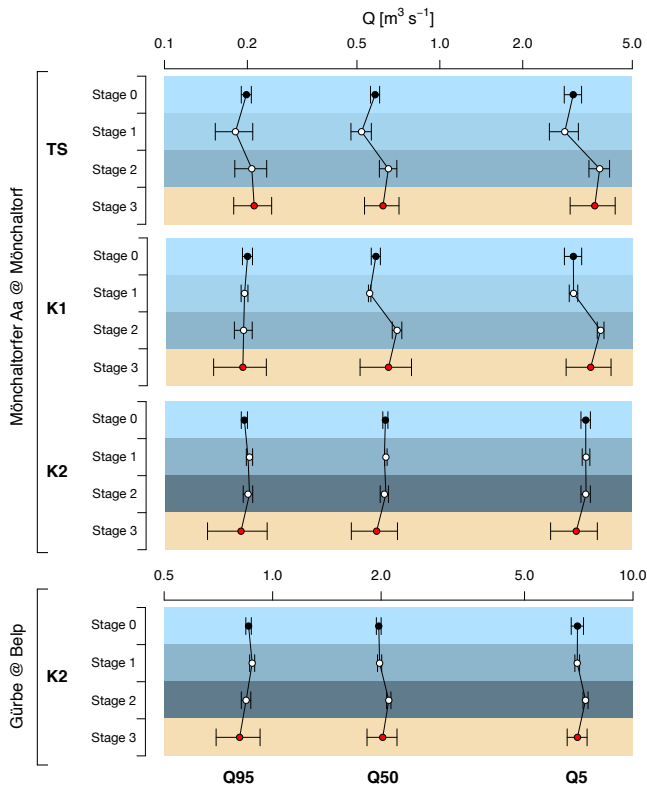 Q [m³ s⁻¹]
0.1 0.2 0.5 1.0 2.0 5.0
Mönchaltorfer Aa @ Mönchaltorf
TS
Stage 0
Stage 1
Stage 2
Stage 3
K1
Stage 0
Stage 1
Stage 2
Stage 3
K2
Stage 0
Stage 1
Stage 2
Stage 3
0.5 1.0 2.0 5.0 10.0
Gürbe @ Belp
K2
Stage 0
Stage 1
Stage 2
Stage 3
Q95 Q50 Q5